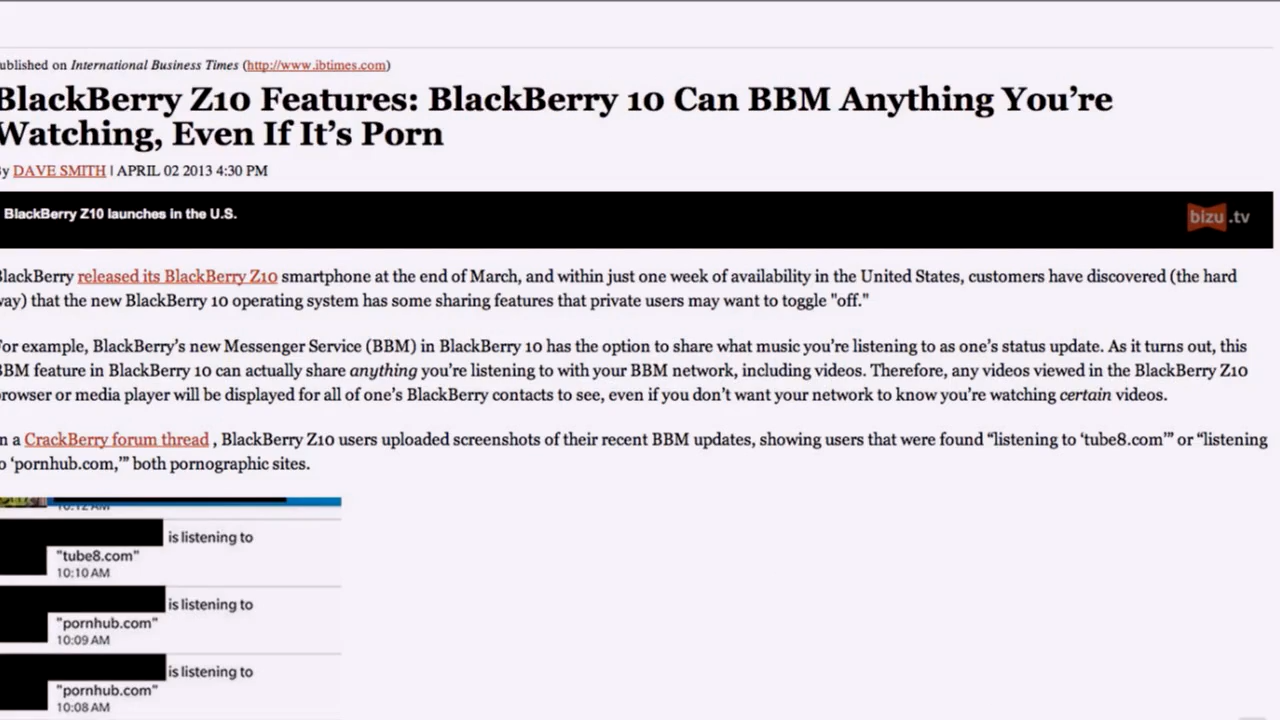 ublished on International Business Times (http://www.ibtimes.com)
BlackBerry Z10 Features: BlackBerry 10 Can BBM Anything You’re
Watching, Even If It’s Porn
By DAVE SMITH | APRIL 02 2013 4:30 PM
BlackBerry Z10 launches in the U.S.
bizu.tv
BlackBerry released its BlackBerry Z10 smartphone at the end of March, and within just one week of availability in the United States, customers have discovered (the hard
way) that the new BlackBerry 10 operating system has some sharing features that private users may want to toggle "off."
For example, BlackBerry’s new Messenger Service (BBM) in BlackBerry 10 has the option to share what music you’re listening to as one’s status update. As it turns out, this
BBM feature in BlackBerry 10 can actually share anything you’re listening to with your BBM network, including videos. Therefore, any videos viewed in the BlackBerry Z10
browser or media player will be displayed for all of one’s BlackBerry contacts to see, even if you don’t want your network to know you’re watching certain videos.
In a CrackBerry forum thread , BlackBerry Z10 users uploaded screenshots of their recent BBM updates, showing users that were found “listening to ‘tube8.com’” or “listening
to ‘pornhub.com,’” both pornographic sites.
10:12 AM
is listening to
"tube8.com"
10:10 AM
is listening to
"pornhub.com"
10:09 AM
is listening to
"pornhub.com"
10:08 AM